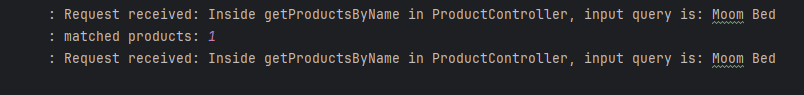 : Request received: Inside getProductsByName in ProductController, input query is: Moom Bed
: matched products: 1
: Request received: Inside getProductsByName in ProductController, input query is: Moom Bed